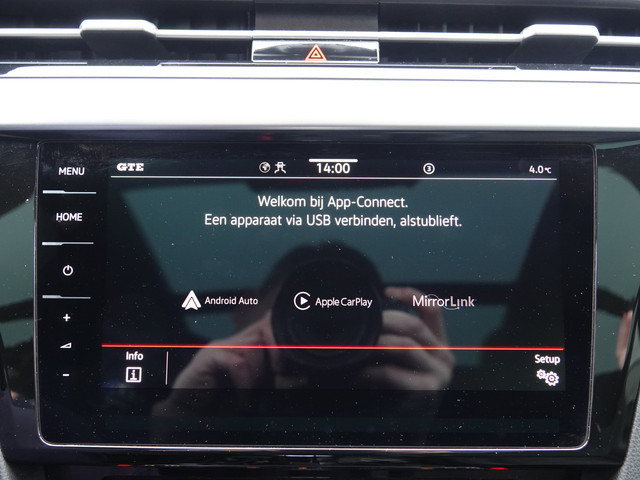 MENU
GTE
14:00
3
4.0°C
HOME
Welkom bij App-Connect.
Een apparaat via USB verbinden, alstublieft.
Android Auto
Apple CarPlay
MirrorLink
+
-
Info
i
Setup